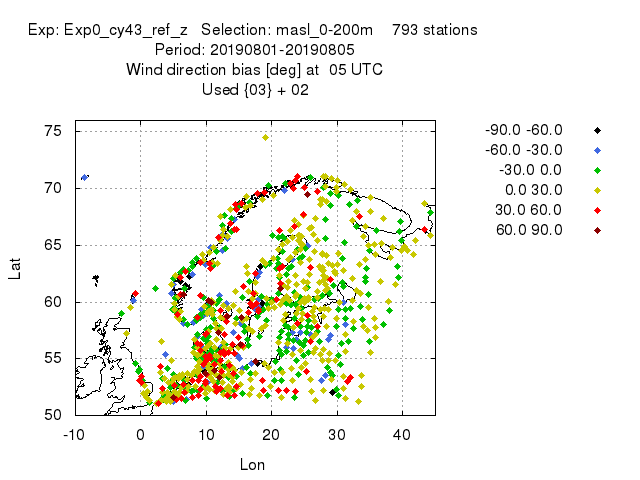 Exp: Exp0_cy43_ref_z   Selection: masl_0-200m    793 stations
Period: 20190801-20190805
Wind direction bias [deg] at  05 UTC
Used {03} + 02
-90.0 -60.0
-60.0 -30.0
-30.0 0.0
0.0 30.0
30.0 60.0
60.0 90.0
75
70
65
60
55
50
Lat
-10 0 10 20 30 40
Lon